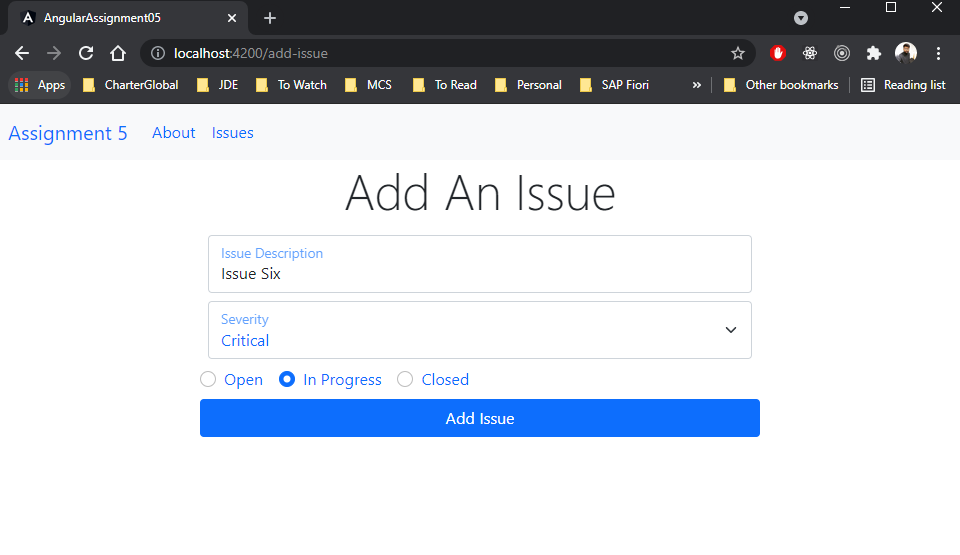 AngularAssignment05
localhost:4200/add-issue
Apps CharterGlobal JDE To Watch MCS To Read Personal SAP Fiori » Other bookmarks Reading list
Assignment 5 About Issues
Add An Issue
Issue Description
Issue Six
Severity
Critical
Open In Progress Closed
Add Issue